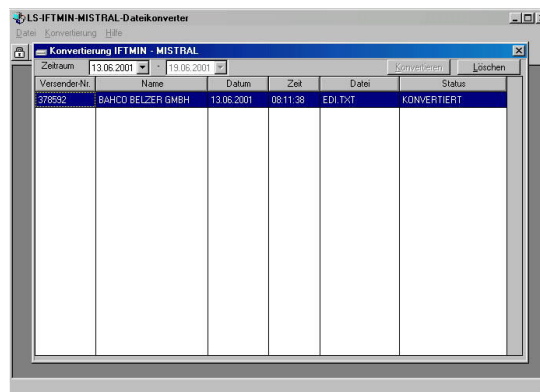 LS-IFTMIN-MISTRAL-Dateikonverter
Datei Konvertierung Hilfe
Konvertierung IFTMIN - MISTRAL
Zeitraum 13.06.2001 - 19.06.2001 Konvertieren Löschen
Versender-Nr. Name Datum Zeit Datei Status
378592 BAHCO BELZER GMBH 13.06.2001 08:11:38 EDI.TXT KONVERTIERT